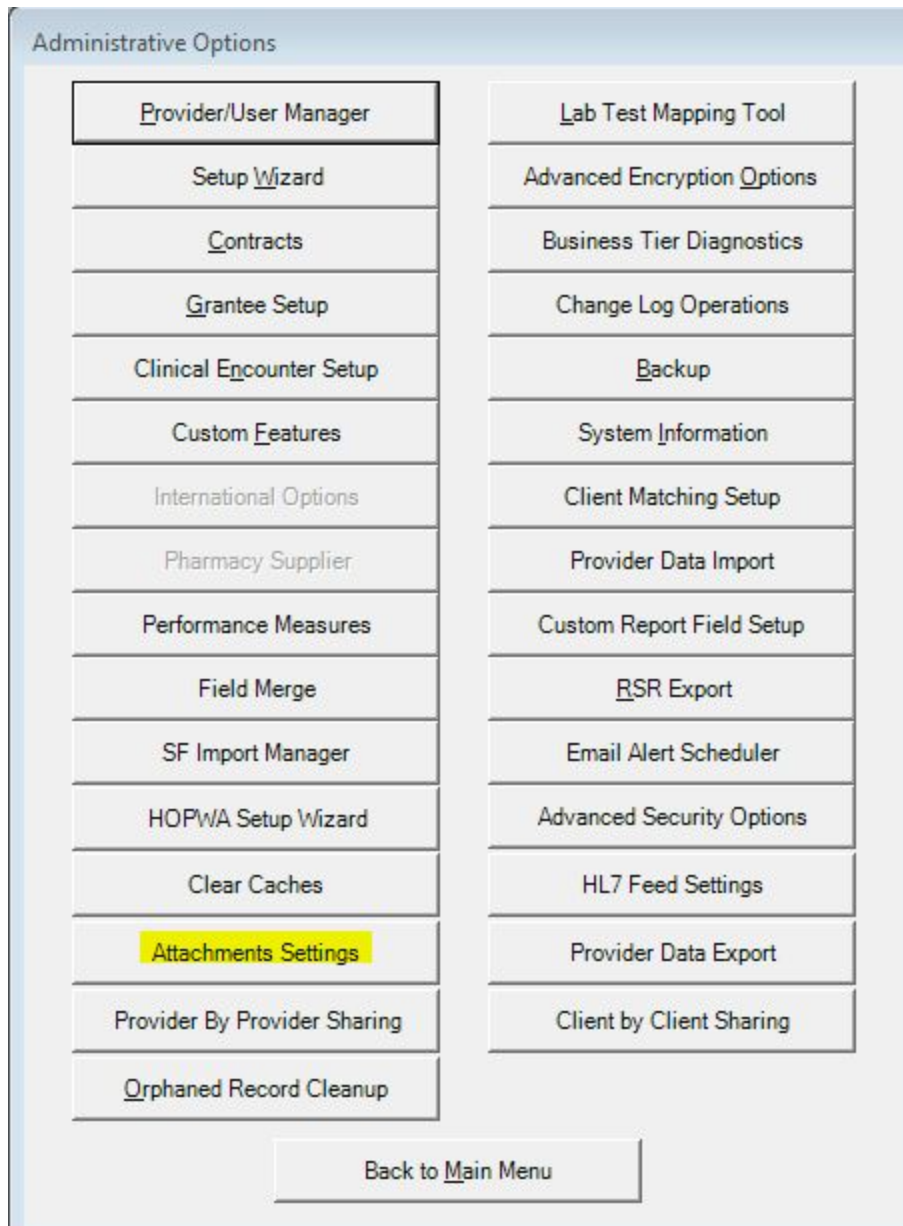 Administrative Options
Provider/User Manager
Lab Test Mapping Tool
Setup Wizard
Advanced Encryption Options
Contracts
Business Tier Diagnostics
Grantee Setup
Change Log Operations
Clinical Encounter Setup
Backup
Custom Features
System Information
International Options
Client Matching Setup
Pharmacy Supplier
Provider Data Import
Performance Measures
Custom Report Field Setup
Field Merge
RSR Export
SF Import Manager
Email Alert Scheduler
HOPWA Setup Wizard
Advanced Security Options
Clear Caches
HL7 Feed Settings
Attachments Settings
Provider Data Export
Provider By Provider Sharing
Client by Client Sharing
Orphaned Record Cleanup
Back to Main Menu